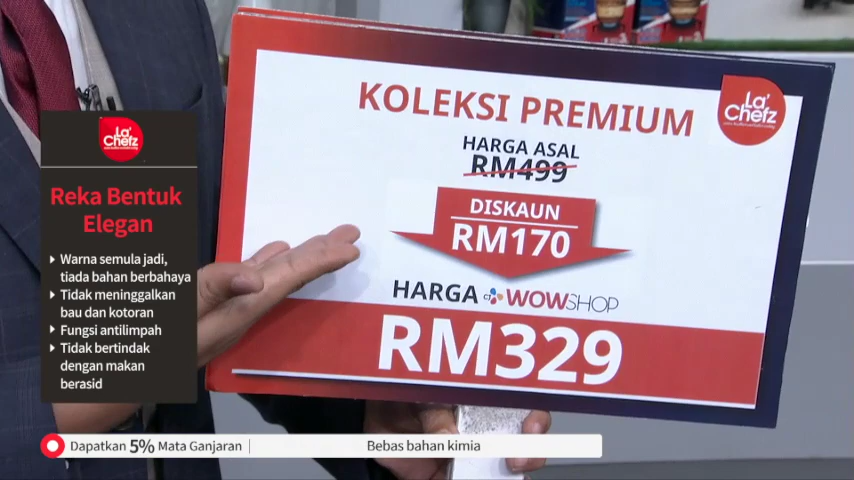 La'
Chefz
Reka Bentuk
Elegan
Warna semula jadi,
tiada bahan berbahaya
Tidak meninggalkan
bau dan kotoran
Fungsi antilimpah
Tidak bertindak
dengan makan
berasid
KOLEKSI PREMIUM
La'
Chefz
HARGA ASAL
RM499
DISKAUN
RM170
HARGA CJ WOWSHOP
RM329
Dapatkan 5% Mata Ganjaran
Bebas bahan kimia